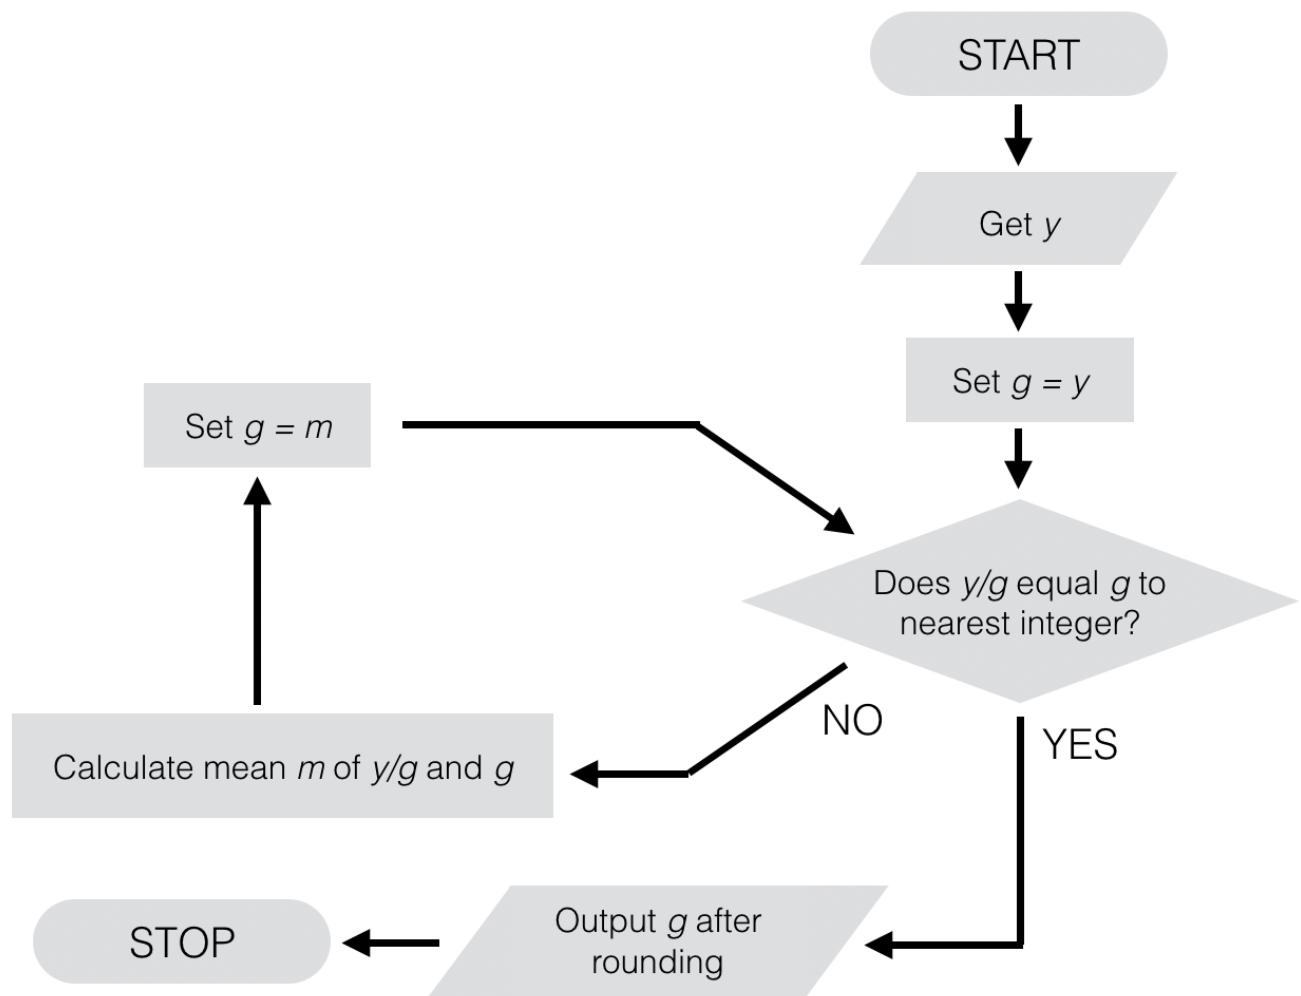 START
Get y
Set g = y
Set g = m
Does y/g equal g to
nearest integer?
NO
YES
Calculate mean m of y/g and g
Output g after
rounding
STOP